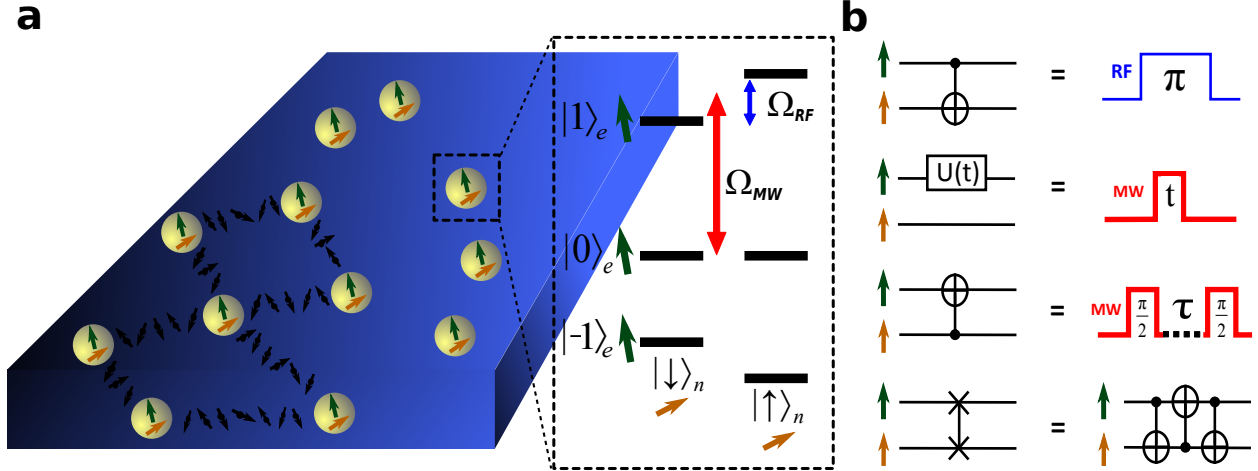 a
|1⟩e
|0⟩e
|-1⟩e
ΩRF
ΩMW
|↓⟩n
|↑⟩n
b
= RF π
U(t) = MW t
= MW π/2 τ π/2
=